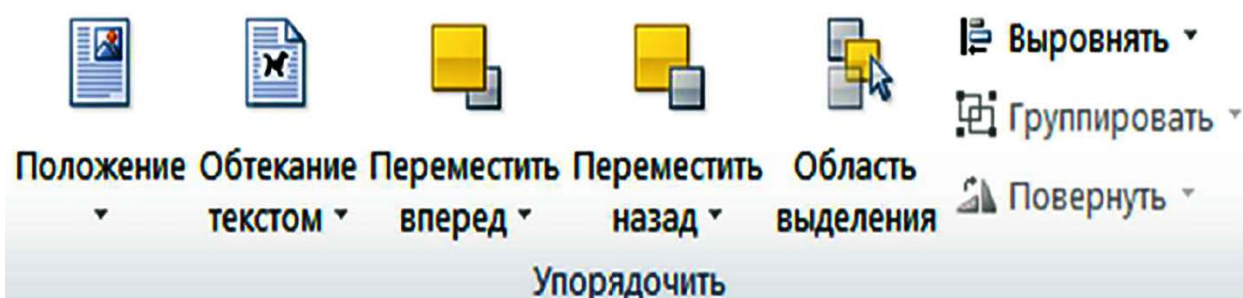 Положение
Обтекание
текстом
Переместить
вперед
Переместить
назад
Область
выделения
Выровнять
Группировать
Повернуть
Упорядочить